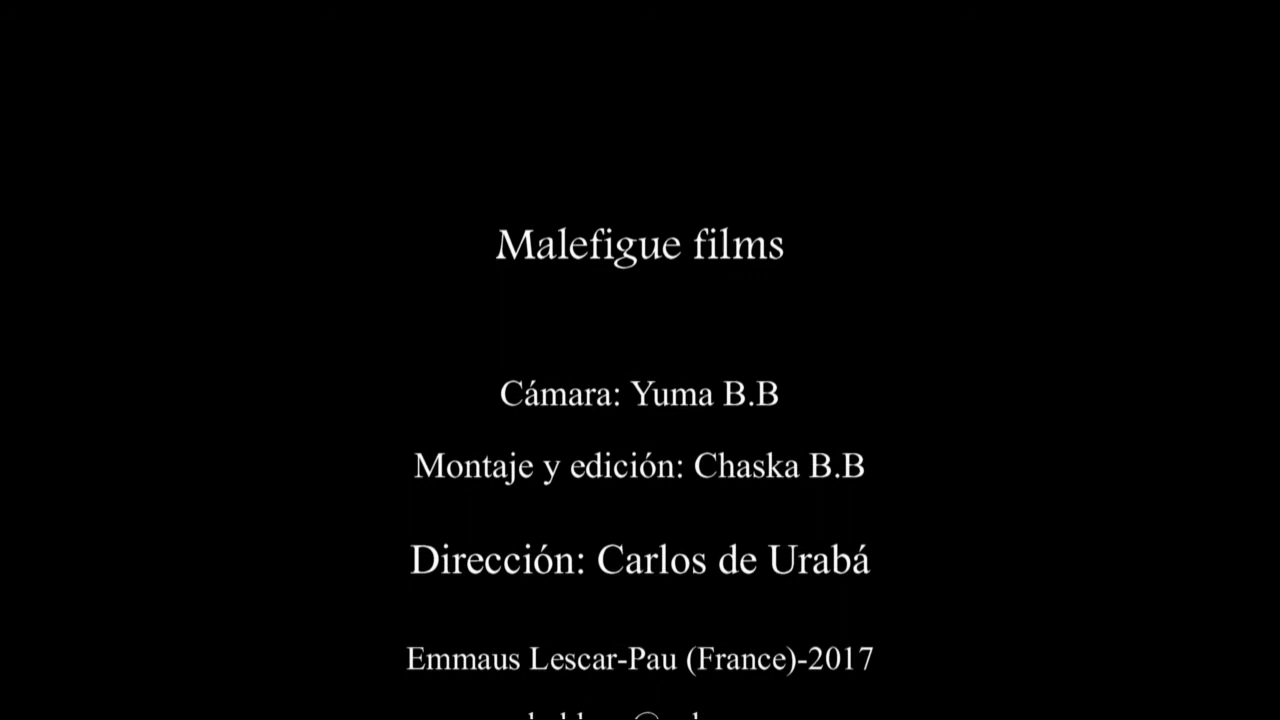 Malefigue films
Cámara: Yuma B.B
Montaje y edición: Chaska B.B
Dirección: Carlos de Urabá
Emmaus Lescar-Pau (France)-2017